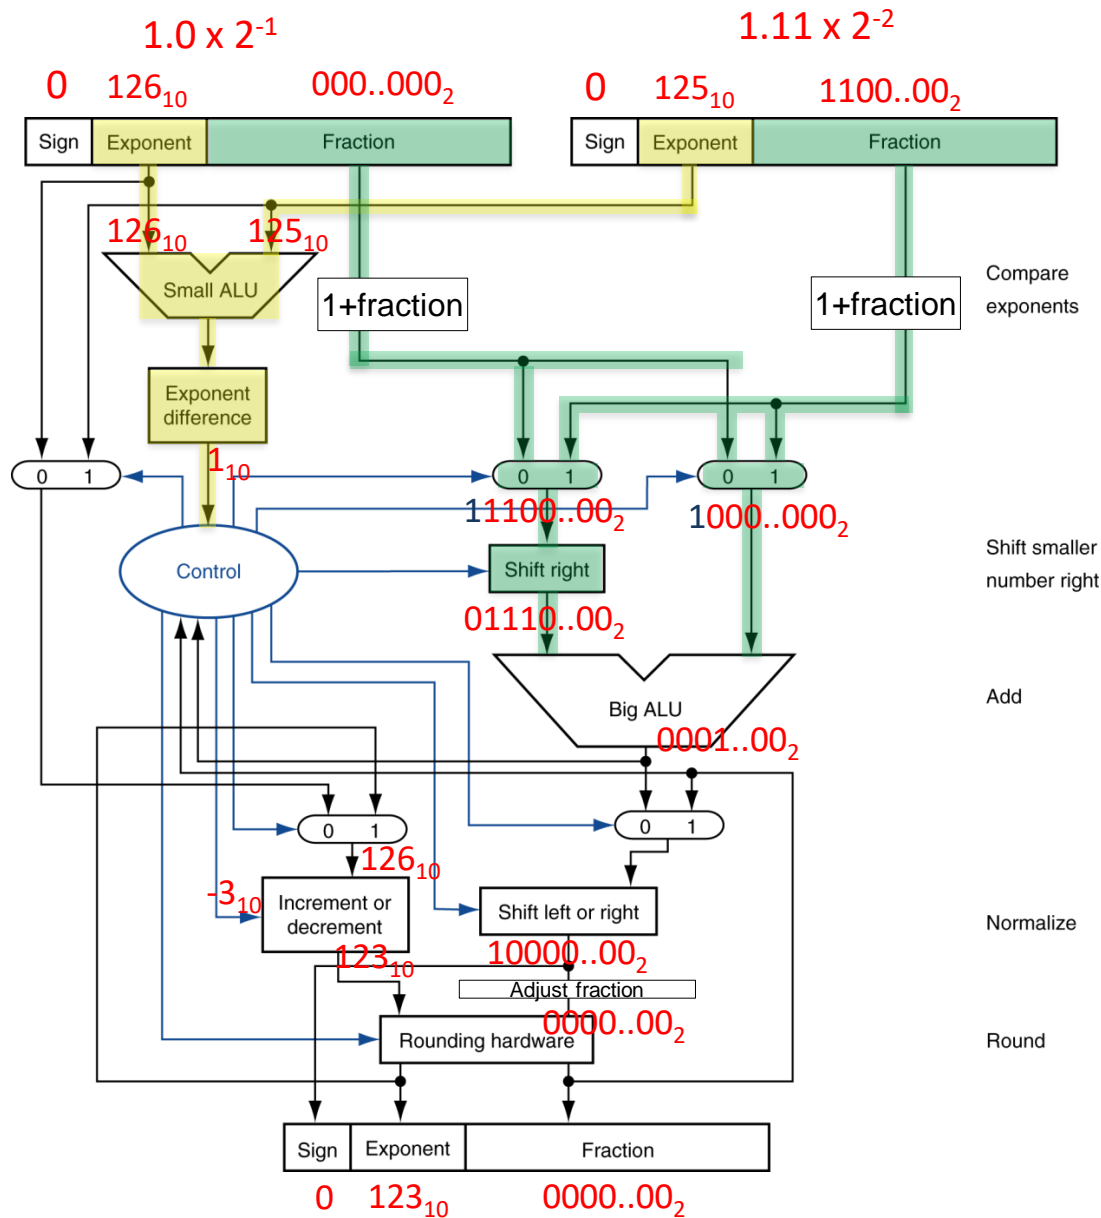 1.0 x 2-1
1.11 x 2-2
0 12610 000..0002
0 12510 1100..002
Sign Exponent Fraction
Sign Exponent Fraction
12610 12510
Small ALU
1+fraction
1+fraction
Compare
exponents
Exponent
difference
110
0 1
0 1
0 1
11100..002
1000..0002
Control
Shift right
Shift smaller
number right
01110..002
Big ALU
Add
0001..002
0 1
0 1
12610
-310
Increment or
decrement
Shift left or right
Normalize
12310
10000..002
Adjust fraction
0000..002
Rounding hardware
Round
Sign Exponent Fraction
0 12310 0000..002